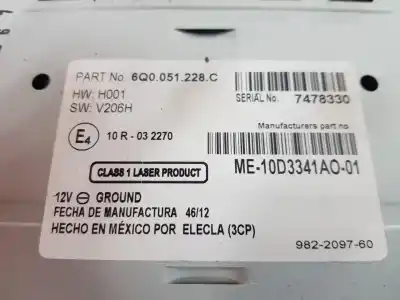 PART No 6Q0.051.228.C
HW: H001
SW: V206H
SERIAL No. 7478330
E4 10 R - 03 2270
Manufacturers part no
ME-10D3341AO-01
CLASS 1 LASER PRODUCT
12V ⊖ GROUND
FECHA DE MANUFACTURA 46/12
HECHO EN MÉXICO POR ELECLA (3CP)
982-2097-60